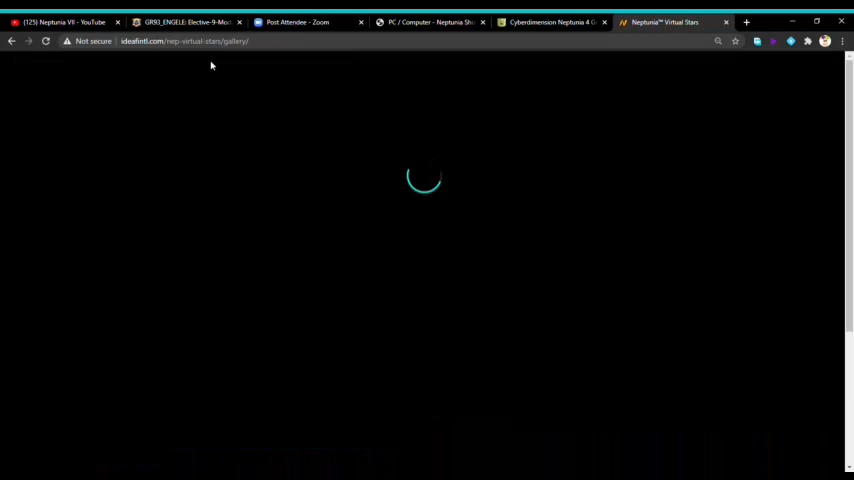 (125) Neptunia VII - YouTube
GR93_ENGELE: Elective-9-Mod
Post Attendee - Zoom
PC / Computer - Neptunia Sh
Cyberdimension Neptunia 4 G
Neptunia™ Virtual Stars
Not secure
ideafintl.com/nep-virtual-stars/gallery/